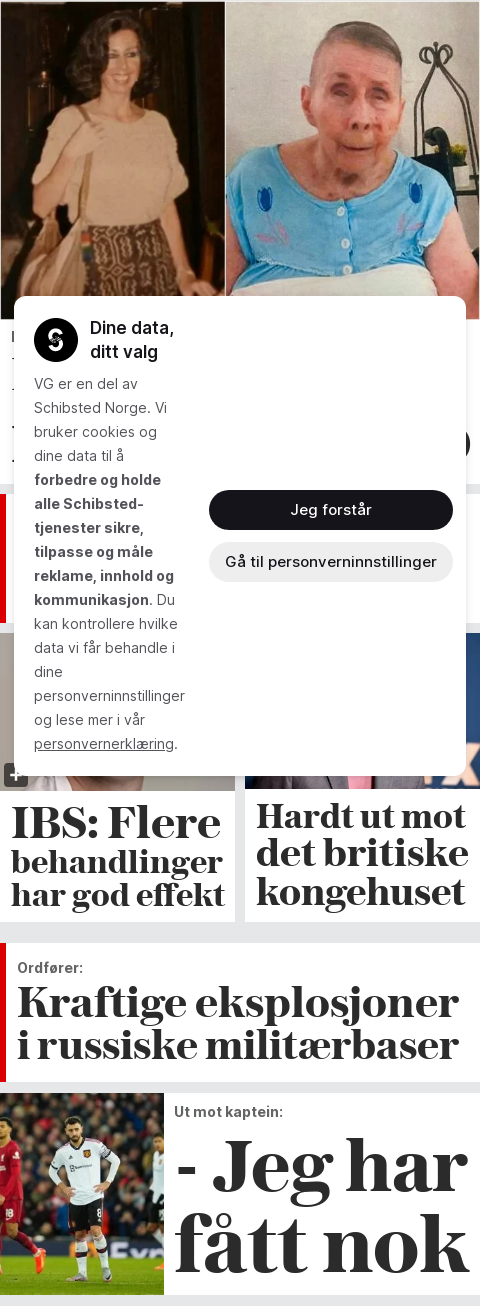 Dine data,
ditt valg
VG er en del av
Schibsted Norge. Vi
bruker cookies og
dine data til å
forbedre og holde
alle Schibsted-
tjenester sikre,
tilpasse og måle
reklame, innhold og
kommunikasjon. Du
kan kontrollere hvilke
data vi får behandle i
dine
personverninnstillinger
og lese mer i vår
personvernerklæring.
Jeg forstår
Gå til personverninnstillinger
IBS: Flere
behandlinger
har god effekt
Hardt ut mot
det britiske
kongehuset
Ordfører:
Kraftige eksplosjoner
i russiske militærbaser
Ut mot kaptein:
- Jeg har
fått nok